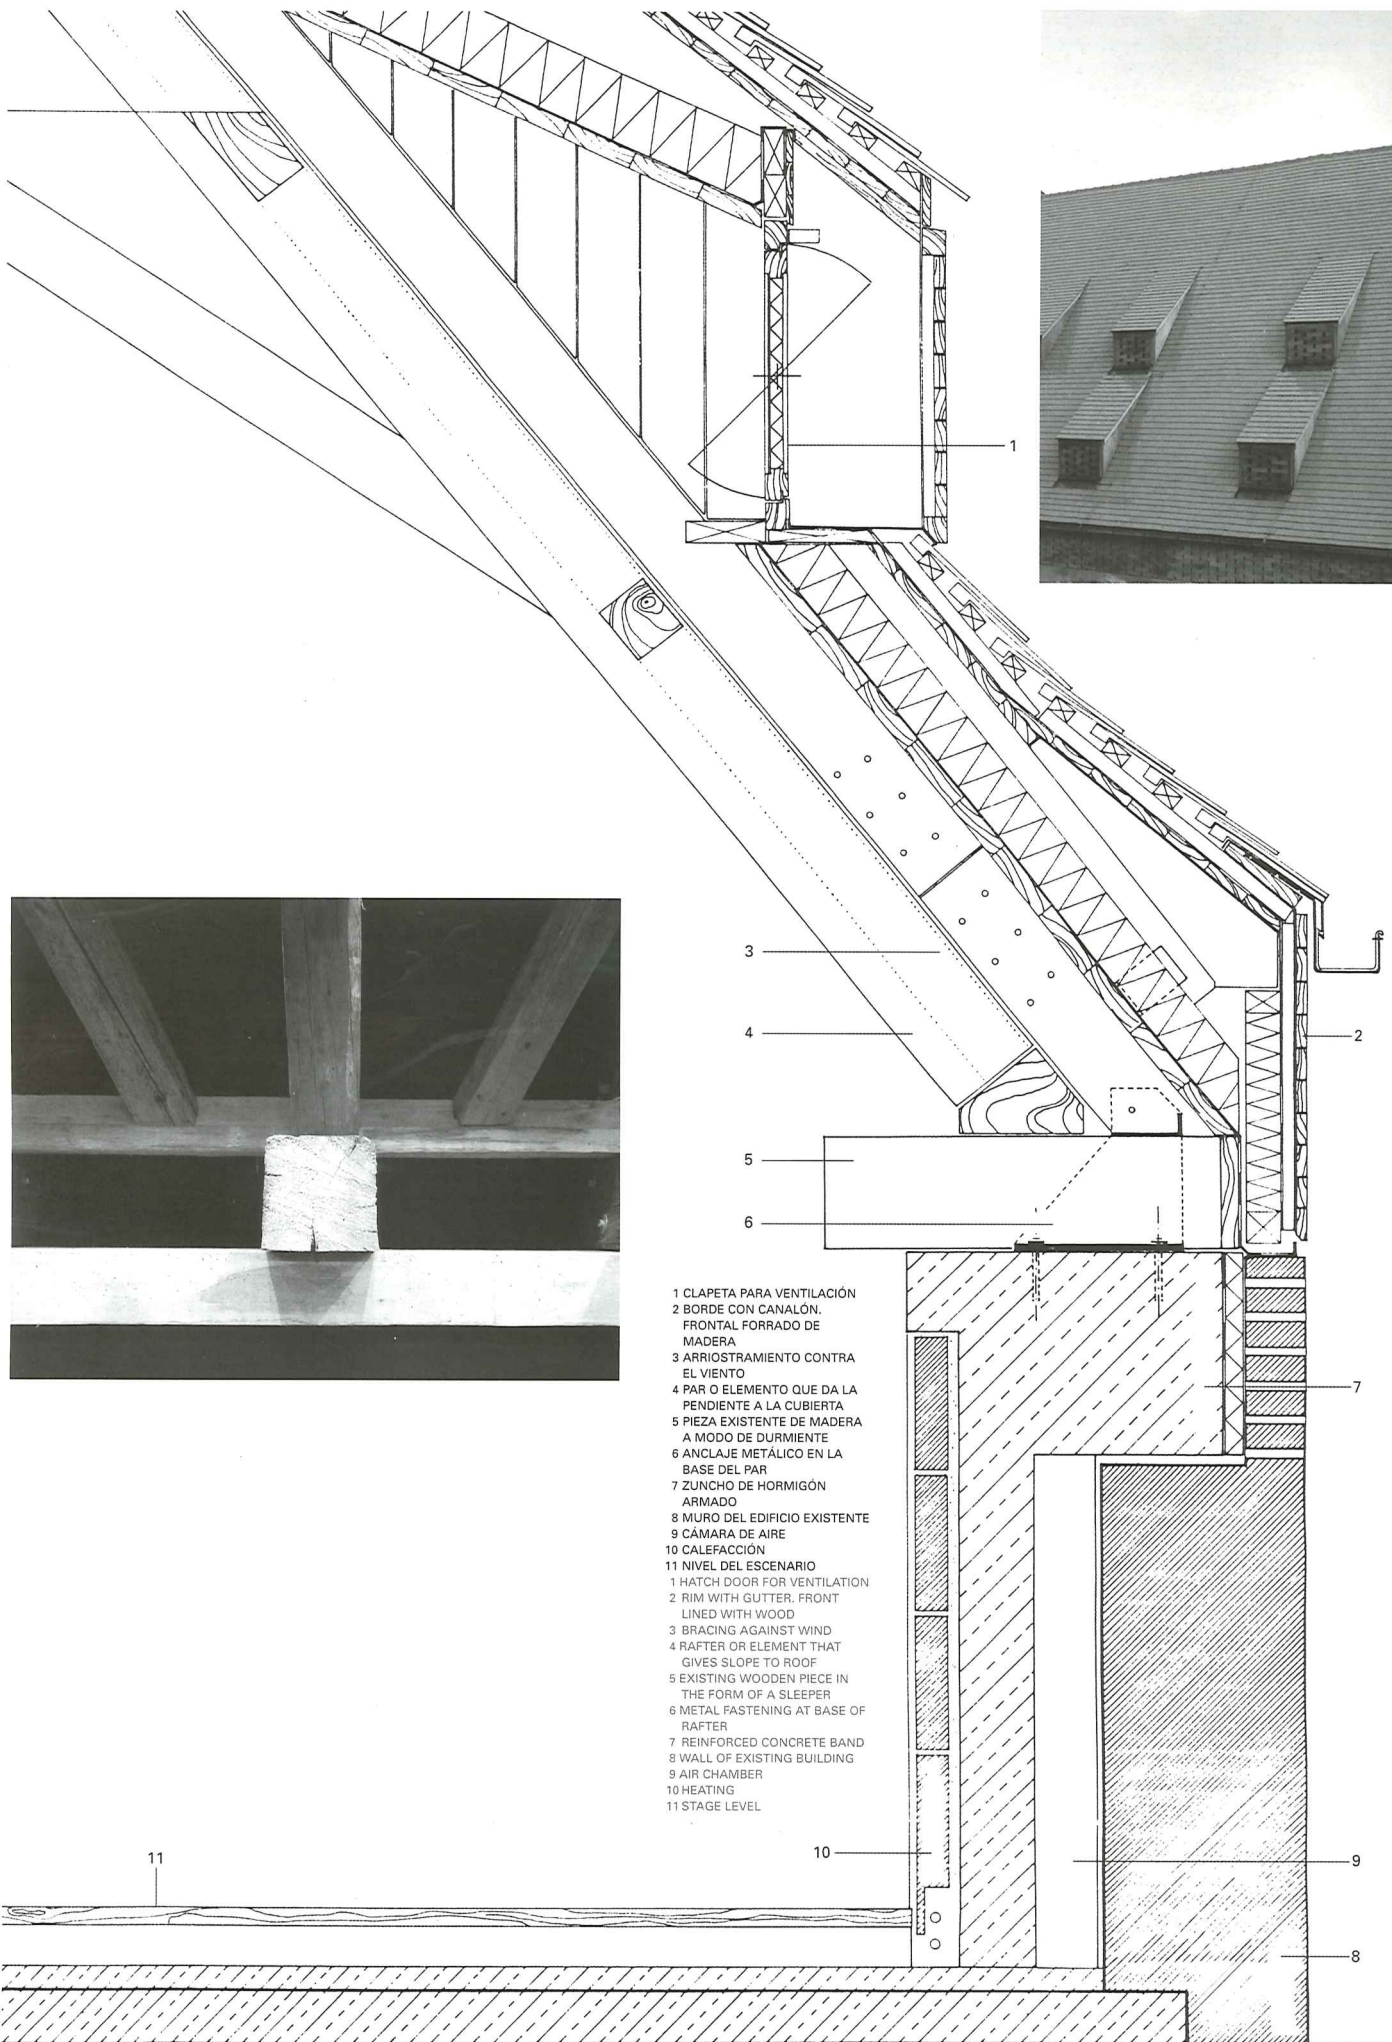 1
2
3
4
5
6
1 CLAPETA PARA VENTILACIÓN
2 BORDE CON CANALÓN.
FRONTAL FORRADO DE
MADERA
3 ARRIOSTRAMIENTO CONTRA
EL VIENTO
4 PAR O ELEMENTO QUE DA LA
PENDIENTE A LA CUBIERTA
5 PIEZA EXISTENTE DE MADERA
A MODO DE DURMIENTE
6 ANCLAJE METÁLICO EN LA
BASE DEL PAR
7 ZUNCHO DE HORMIGÓN
ARMADO
8 MURO DEL EDIFICIO EXISTENTE
9 CÁMARA DE AIRE
10 CALEFACCIÓN
11 NIVEL DEL ESCENARIO
1 HATCH DOOR FOR VENTILATION
2 RIM WITH GUTTER. FRONT
LINED WITH WOOD
3 BRACING AGAINST WIND
4 RAFTER OR ELEMENT THAT
GIVES SLOPE TO ROOF
5 EXISTING WOODEN PIECE IN
THE FORM OF A SLEEPER
6 METAL FASTENING AT BASE OF
RAFTER
7 REINFORCED CONCRETE BAND
8 WALL OF EXISTING BUILDING
9 AIR CHAMBER
10 HEATING
11 STAGE LEVEL
7
10
11
9
8